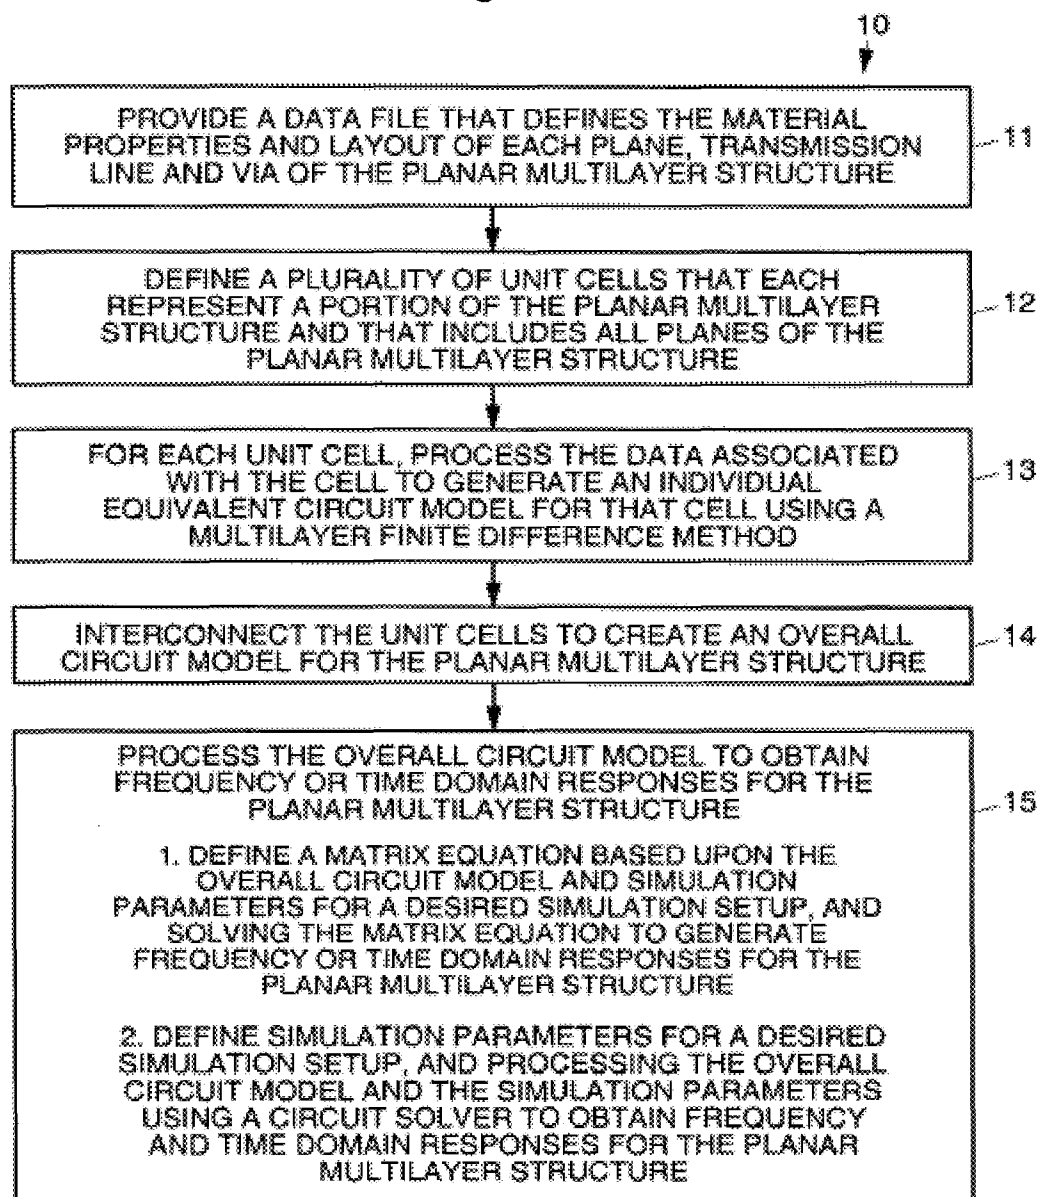 10
PROVIDE A DATA FILE THAT DEFINES THE MATERIAL
PROPERTIES AND LAYOUT OF EACH PLANE, TRANSMISSION
LINE AND VIA OF THE PLANAR MULTILAYER STRUCTURE
11
DEFINE A PLURALITY OF UNIT CELLS THAT EACH
REPRESENT A PORTION OF THE PLANAR MULTILAYER
STRUCTURE AND THAT INCLUDES ALL PLANES OF THE
PLANAR MULTILAYER STRUCTURE
12
FOR EACH UNIT CELL, PROCESS THE DATA ASSOCIATED
WITH THE CELL TO GENERATE AN INDIVIDUAL
EQUIVALENT CIRCUIT MODEL FOR THAT CELL USING A
MULTILAYER FINITE DIFFERENCE METHOD
13
INTERCONNECT THE UNIT CELLS TO CREATE AN OVERALL
CIRCUIT MODEL FOR THE PLANAR MULTILAYER STRUCTURE
14
PROCESS THE OVERALL CIRCUIT MODEL TO OBTAIN
FREQUENCY OR TIME DOMAIN RESPONSES FOR THE
PLANAR MULTILAYER STRUCTURE
15
1. DEFINE A MATRIX EQUATION BASED UPON THE
OVERALL CIRCUIT MODEL AND SIMULATION
PARAMETERS FOR A DESIRED SIMULATION SETUP, AND
SOLVING THE MATRIX EQUATION TO GENERATE
FREQUENCY OR TIME DOMAIN RESPONSES FOR THE
PLANAR MULTILAYER STRUCTURE
2. DEFINE SIMULATION PARAMETERS FOR A DESIRED
SIMULATION SETUP, AND PROCESSING THE OVERALL
CIRCUIT MODEL AND THE SIMULATION PARAMETERS
USING A CIRCUIT SOLVER TO OBTAIN FREQUENCY
AND TIME DOMAIN RESPONSES FOR THE PLANAR
MULTILAYER STRUCTURE